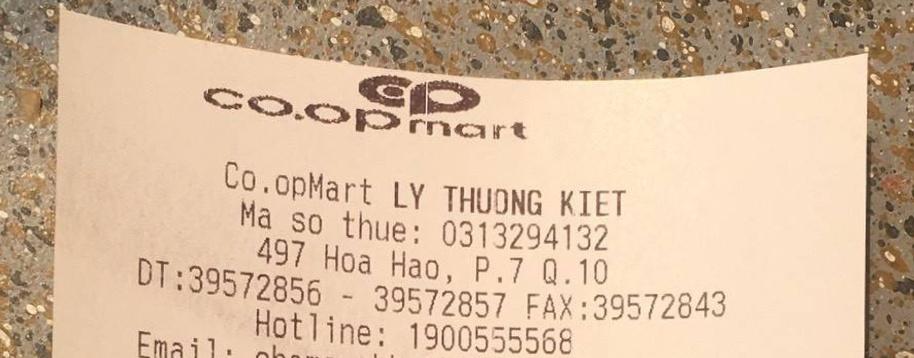 co.opmart
Co.opMart LY THUONG KIET
Ma so thue: 0313294132
497 Hoa Hao, P.7 Q.10
DT:39572856 - 39572857 FAX:39572843
Hotline: 1900555568
Email: